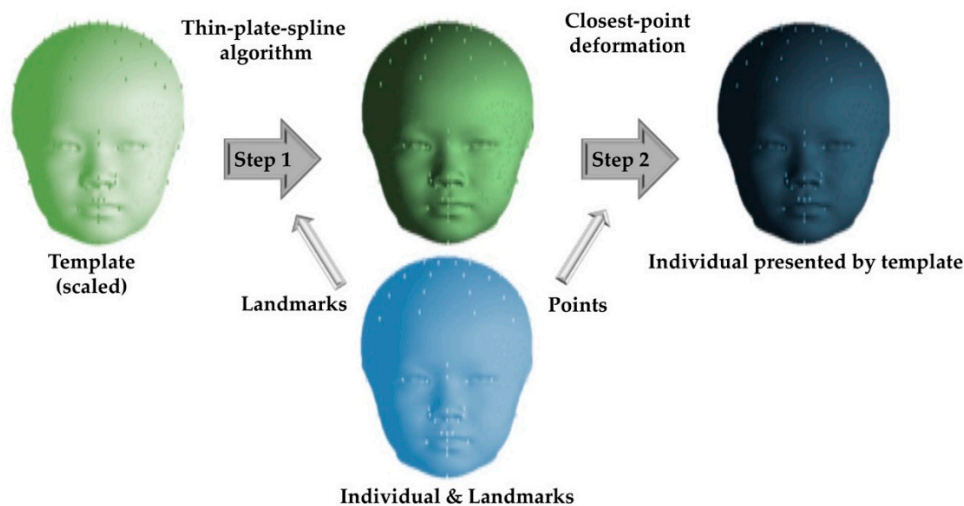 Thin-plate-spline
algorithm
Closest-point
deformation
Step 1
Step 2
Template
(scaled)
Individual presented by template
Landmarks
Points
Individual & Landmarks